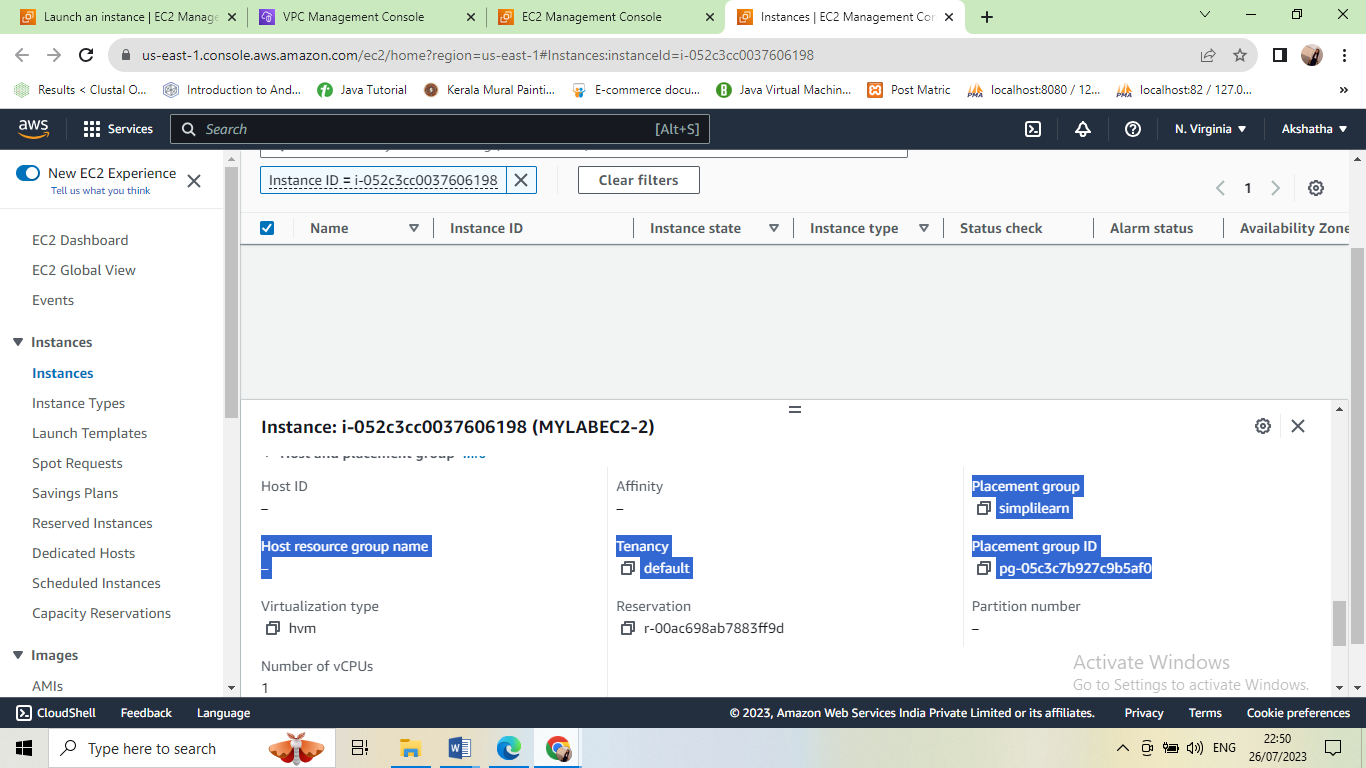 Launch an instance | EC2 Manage
VPC Management Console
EC2 Management Console
Instances | EC2 Management Con
us-east-1.console.aws.amazon.com/ec2/home?region=us-east-1#Instances:instanceId=i-052c3cc0037606198
Results < Clustal O...
Introduction to And...
Java Tutorial
Kerala Mural Painti...
E-commerce docu...
Java Virtual Machin...
Post Matric
localhost:8080 / 12...
localhost:82 / 127.0...
»
aws
Services
Search
[Alt+S]
N. Virginia
Akshatha
New EC2 Experience
Tell us what you think
EC2 Dashboard
EC2 Global View
Events
Instances
Instances
Instance Types
Launch Templates
Spot Requests
Savings Plans
Reserved Instances
Dedicated Hosts
Scheduled Instances
Capacity Reservations
Images
AMIs
Instance ID = i-052c3cc0037606198
Clear filters
1
Name
Instance ID
Instance state
Instance type
Status check
Alarm status
Availability Zone
Instance: i-052c3cc0037606198 (MYLABEC2-2)
Host and placement group Info
Host ID
–
Affinity
–
Placement group
simplilearn
Host resource group name
–
Tenancy
default
Placement group ID
pg-05c3c7b927c9b5af0
Virtualization type
hvm
Reservation
r-00ac698ab7883ff9d
Partition number
–
Number of vCPUs
1
Activate Windows
Go to Settings to activate Windows.
CloudShell
Feedback
Language
© 2023, Amazon Web Services India Private Limited or its affiliates.
Privacy
Terms
Cookie preferences
Type here to search
ENG
22:50
26/07/2023